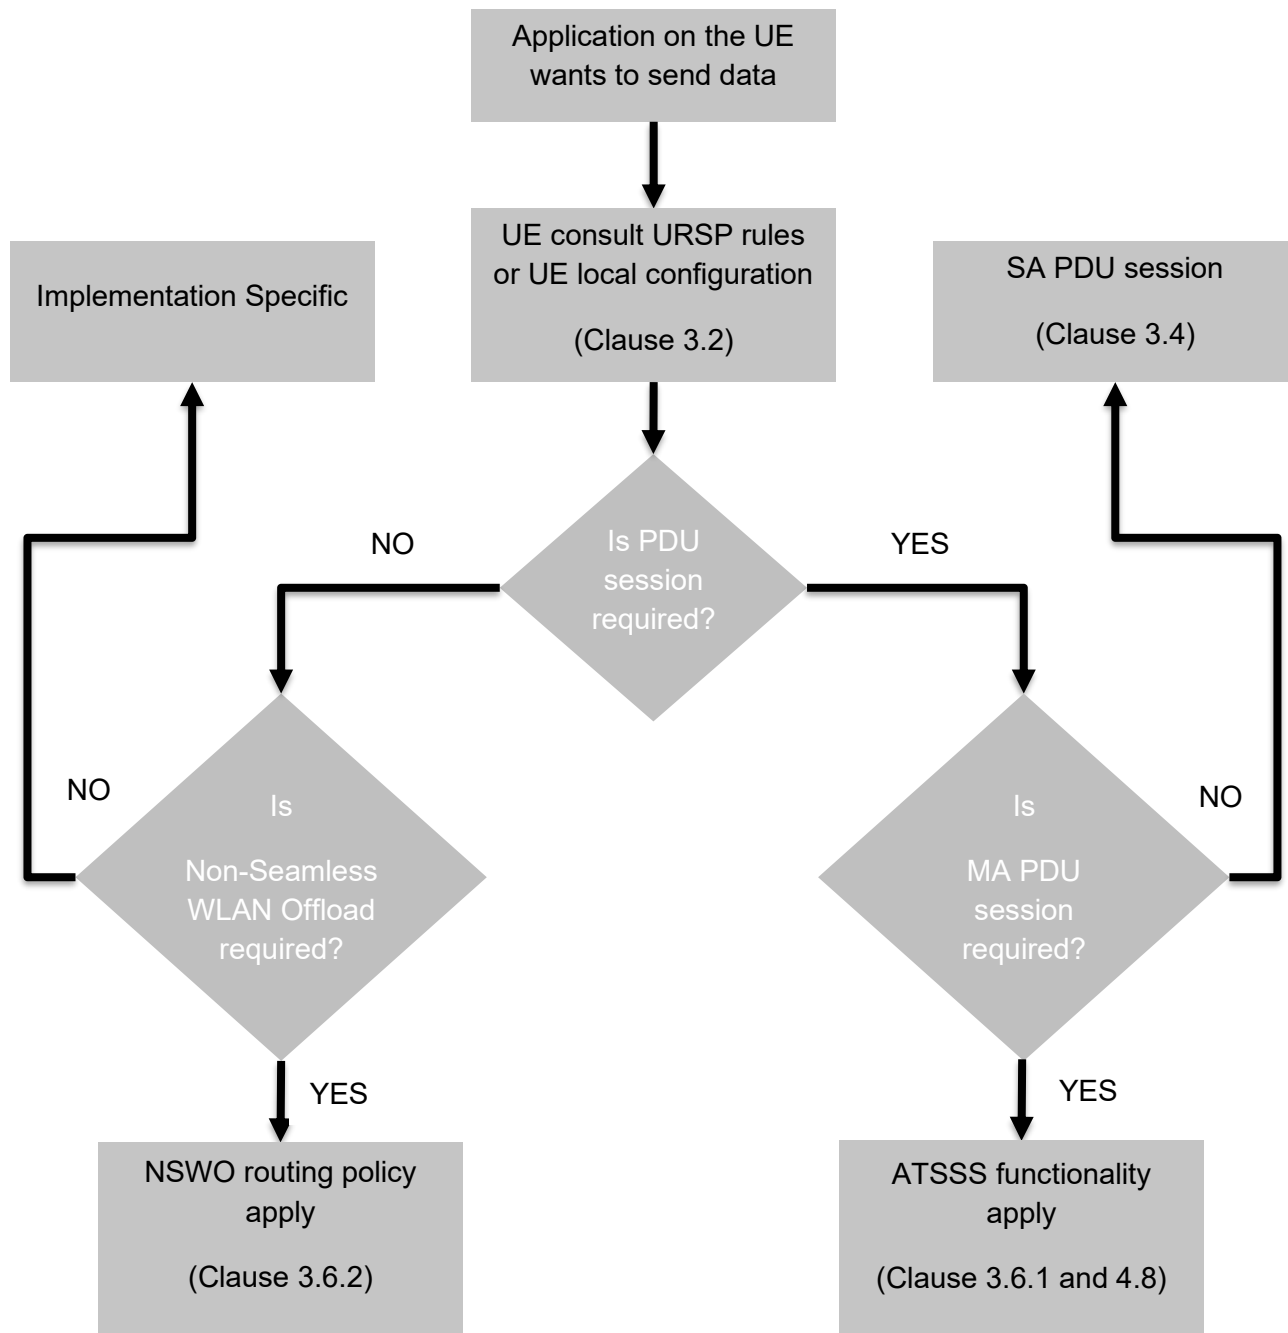 Application on the UE
wants to send data
UE consult URSP rules
or UE local configuration
(Clause 3.2)
Implementation Specific
SA PDU session
(Clause 3.4)
NO
Is PDU
session
required?
YES
NO
Is
Non-Seamless
WLAN Offload
required?
Is
MA PDU
session
required?
NO
YES
YES
NSWO routing policy
apply
(Clause 3.6.2)
ATSSS functionality
apply
(Clause 3.6.1 and 4.8)